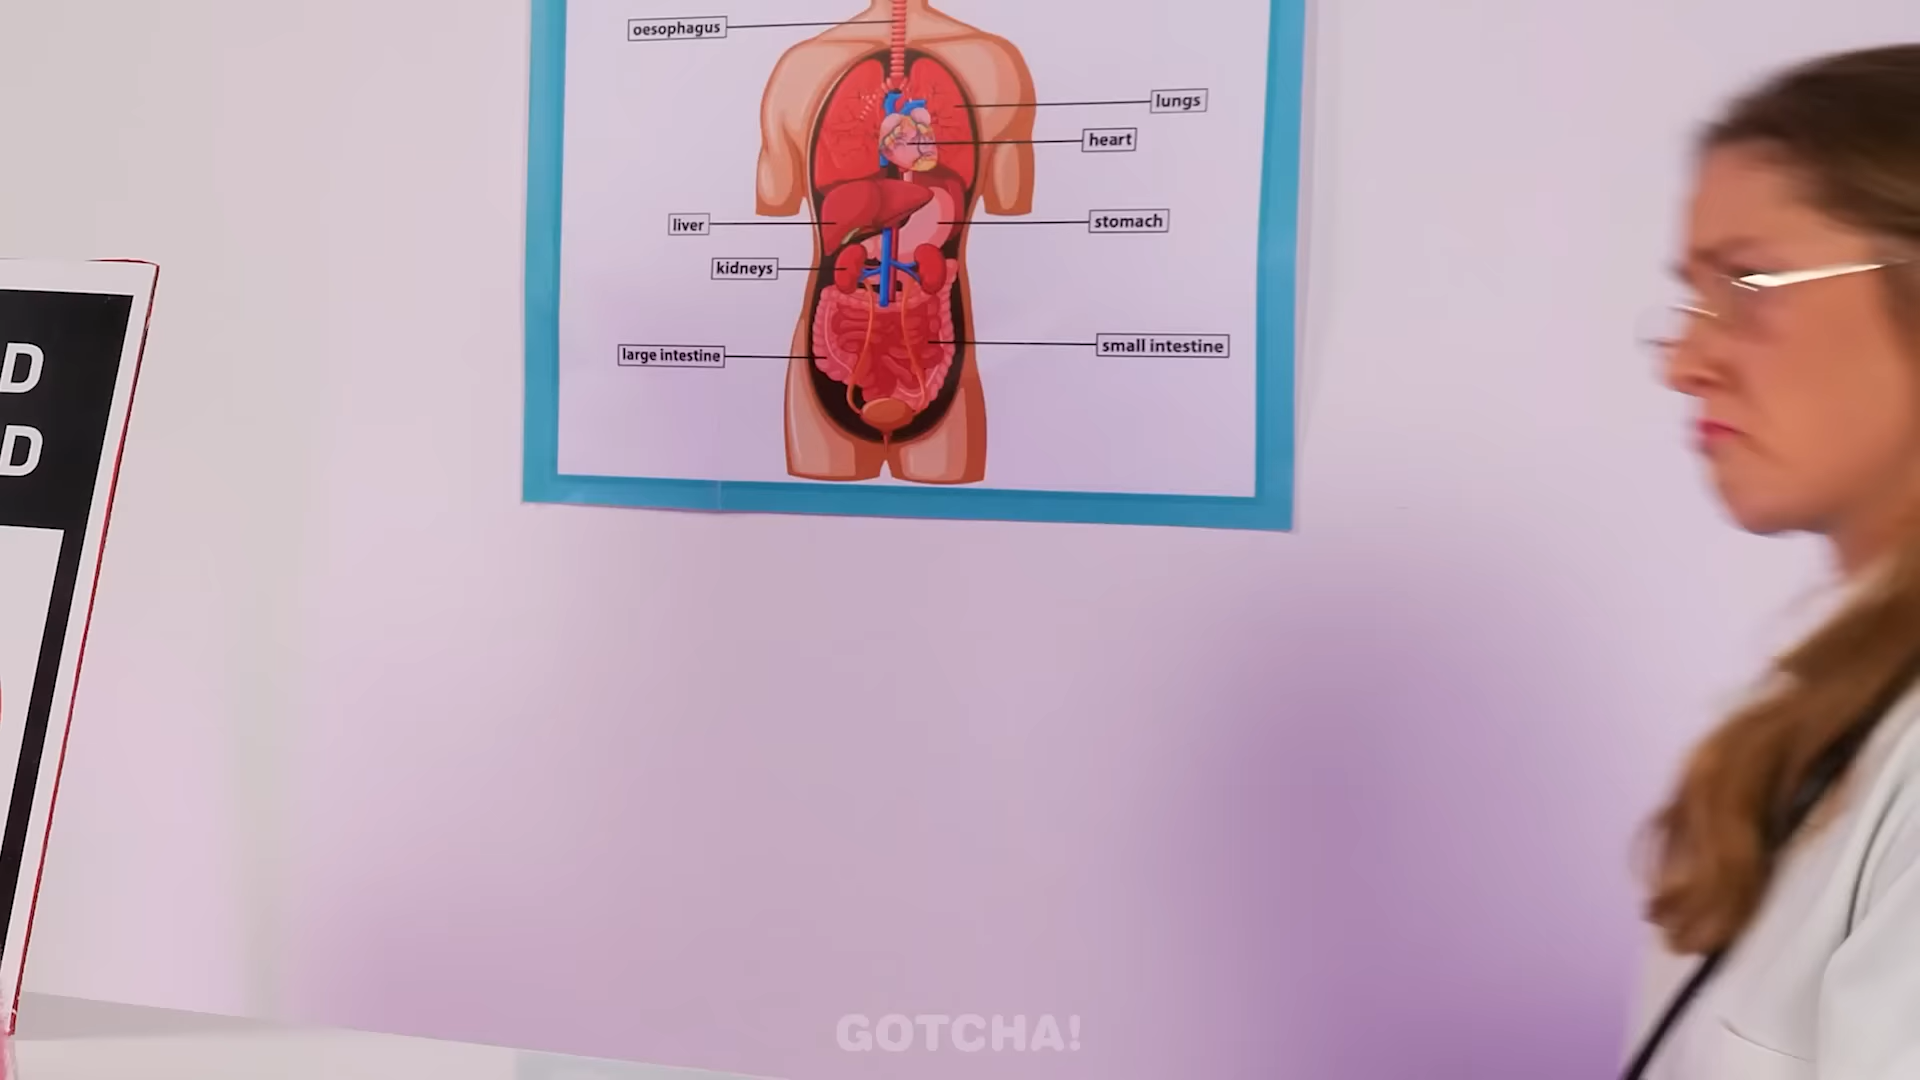 oesophagus
lungs
heart
liver
stomach
kidneys
large intestine
small intestine
D
D
GOTCHA!